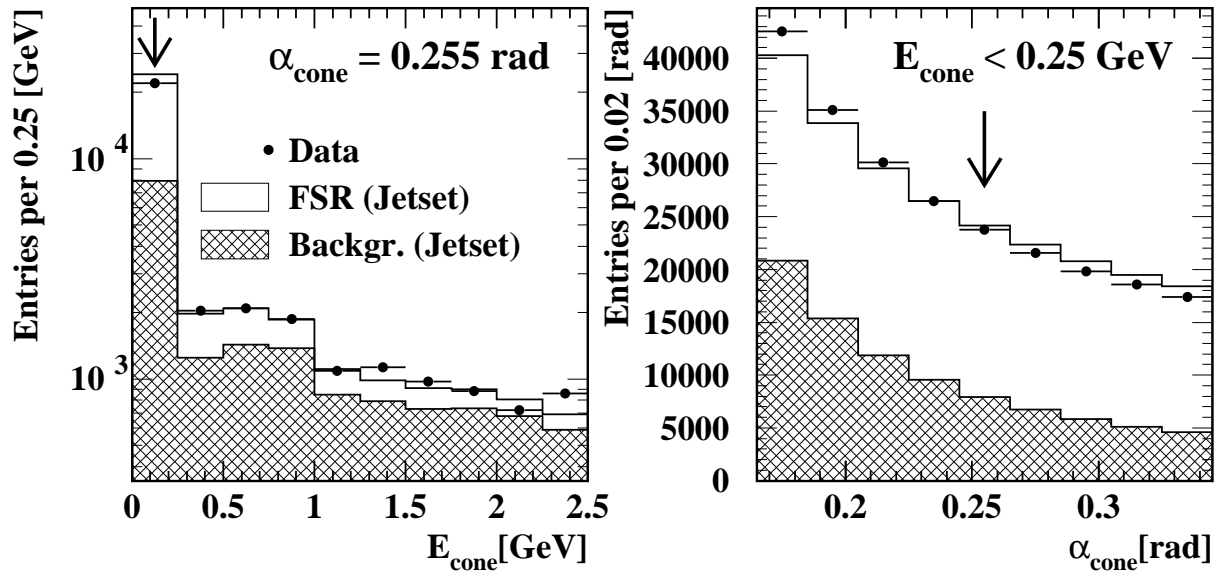 Entries per 0.25 [GeV]
α_cone = 0.255 rad
Data
FSR (Jetset)
Backgr. (Jetset)
10^4
10^3
0 0.5 1 1.5 2 2.5
E_cone[GeV]
Entries per 0.02 [rad]
E_cone < 0.25 GeV
40000
35000
30000
25000
20000
15000
10000
5000
0
0.2 0.25 0.3
α_cone[rad]